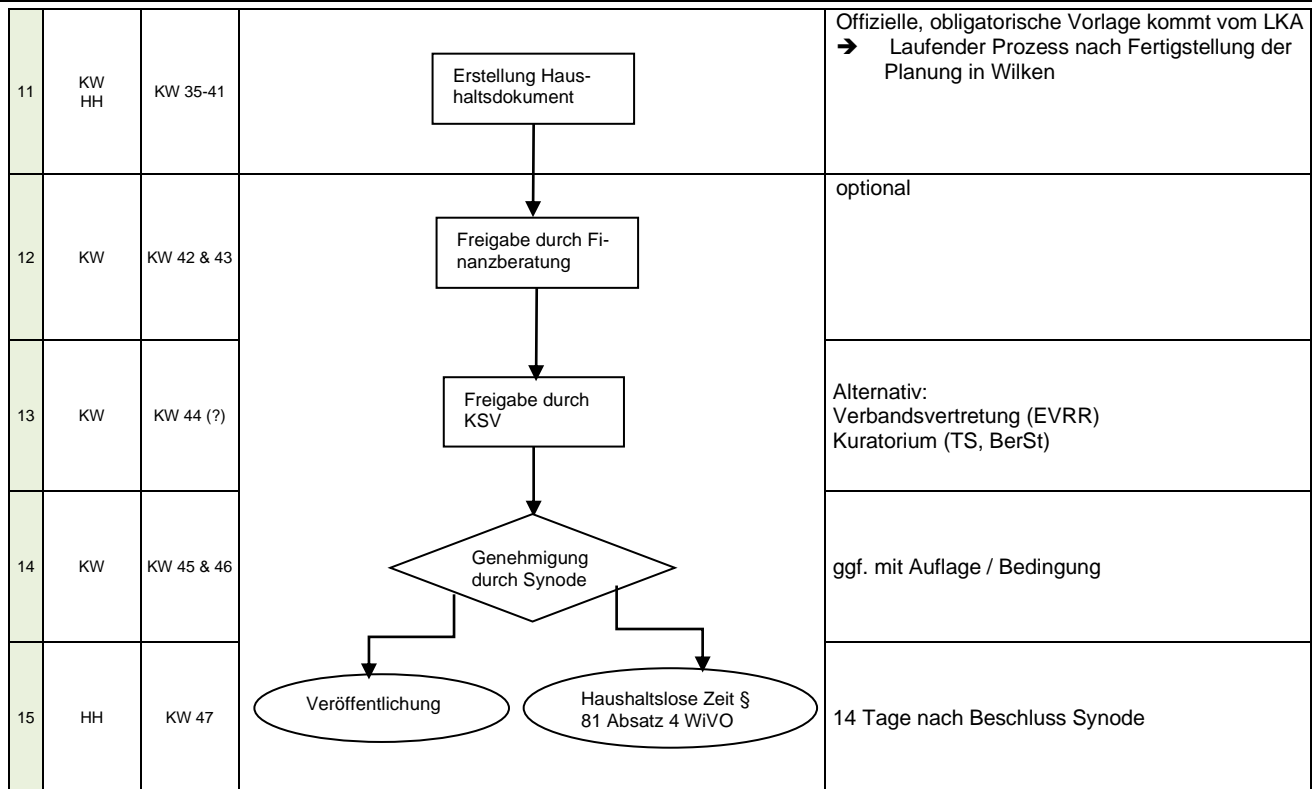 11
KW
HH
KW 35-41
Erstellung Haus-
haltsdokument
Offizielle, obligatorische Vorlage kommt vom LKA
➔ Laufender Prozess nach Fertigstellung der
Planung in Wilken
12
KW
KW 42 & 43
Freigabe durch Fi-
nanzberatung
optional
13
KW
KW 44 (?)
Freigabe durch
KSV
Alternativ:
Verbandsvertretung (EVRR)
Kuratorium (TS, BerSt)
14
KW
KW 45 & 46
Genehmigung
durch Synode
ggf. mit Auflage / Bedingung
15
HH
KW 47
Veröffentlichung
Haushaltslose Zeit §
81 Absatz 4 WiVO
14 Tage nach Beschluss Synode